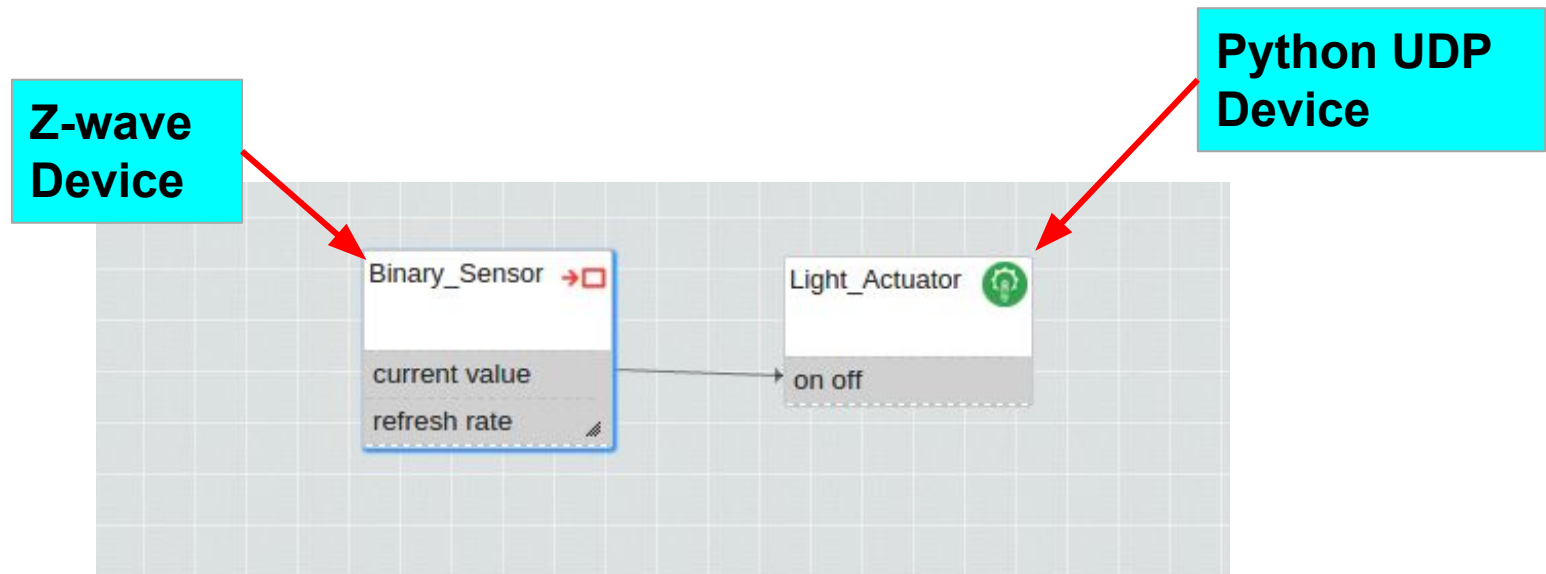 Python UDP
Device
Z-wave
Device
Binary_Sensor
current value
refresh rate
Light_Actuator
on off